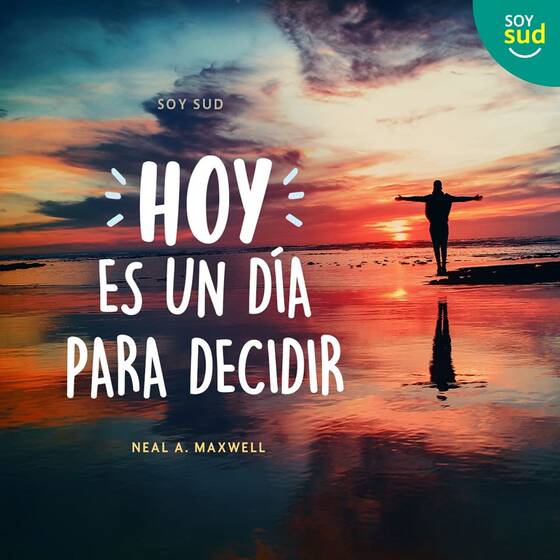 SOY
sud
SOY SUD
HOY
ES UN DÍA
PARA DECIDIR
NEAL A. MAXWELL